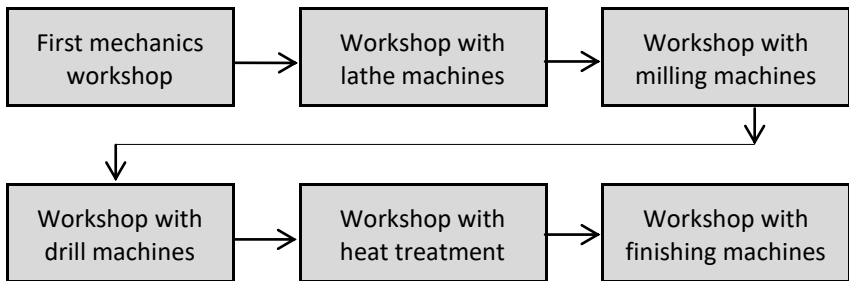 First mechanics
workshop
Workshop with
lathe machines
Workshop with
milling machines
Workshop with
drill machines
Workshop with
heat treatment
Workshop with
finishing machines